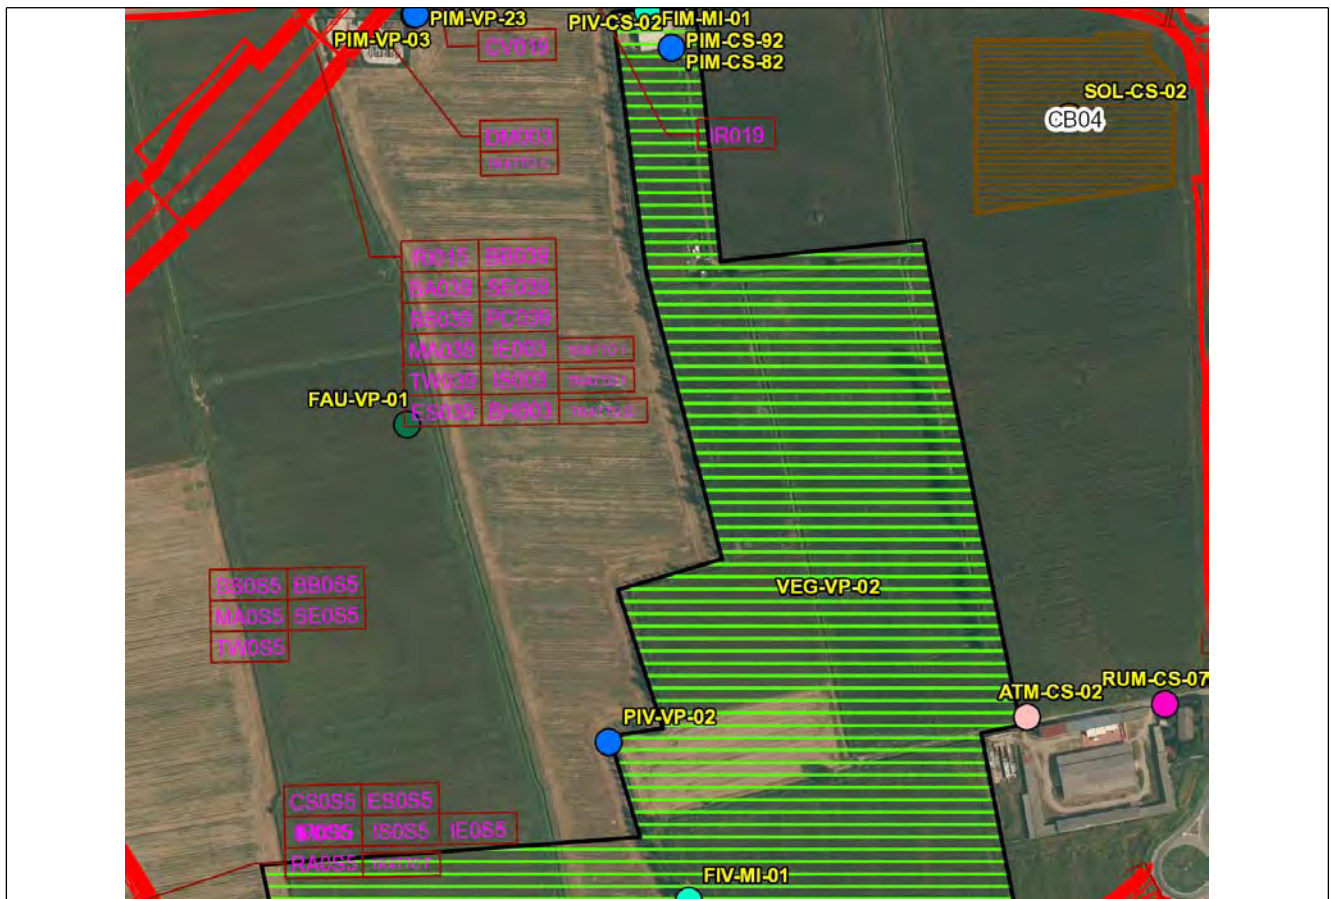 PIM-VP-23
PIV-CS-02
FIM-MI-01
PIM-VP-03
CV019
PIM-CS-92
PIM-CS-82
SOL-CS-02
CB04
DM003
IR019
BB039
SE039
BS039 PC039
MA039 IE003
TW039 IS003
FAU-VP-01
ES039 BH003
BS0S5 BB0S5
MA0S5 SE0S5
TW0S5
VEG-VP-02
RUM-CS-07
ATM-CS-02
PIV-VP-02
CS0S5 ES0S5
IS0S5 IE0S5
RA0S5
FIV-MI-01